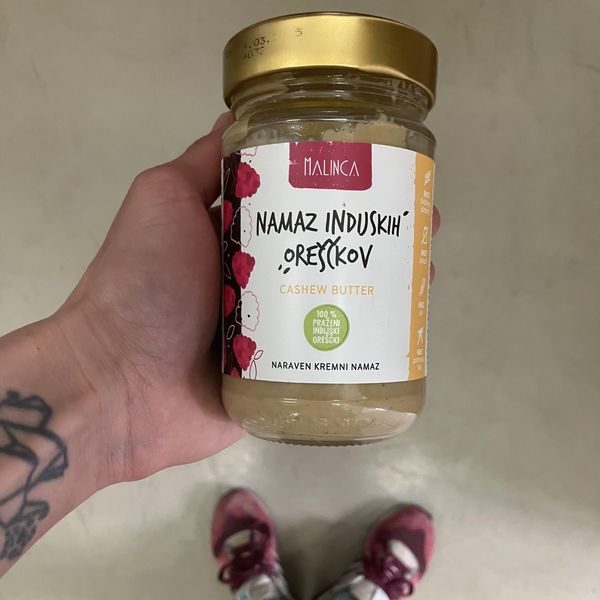 MALINCA
NAMAZ INDIJSKIH
OREŠČKOV
CASHEW BUTTER
100 %
PRAŽENI
INDIJSKI
OREŠČKI
NARAVEN KREMNI NAMAZ